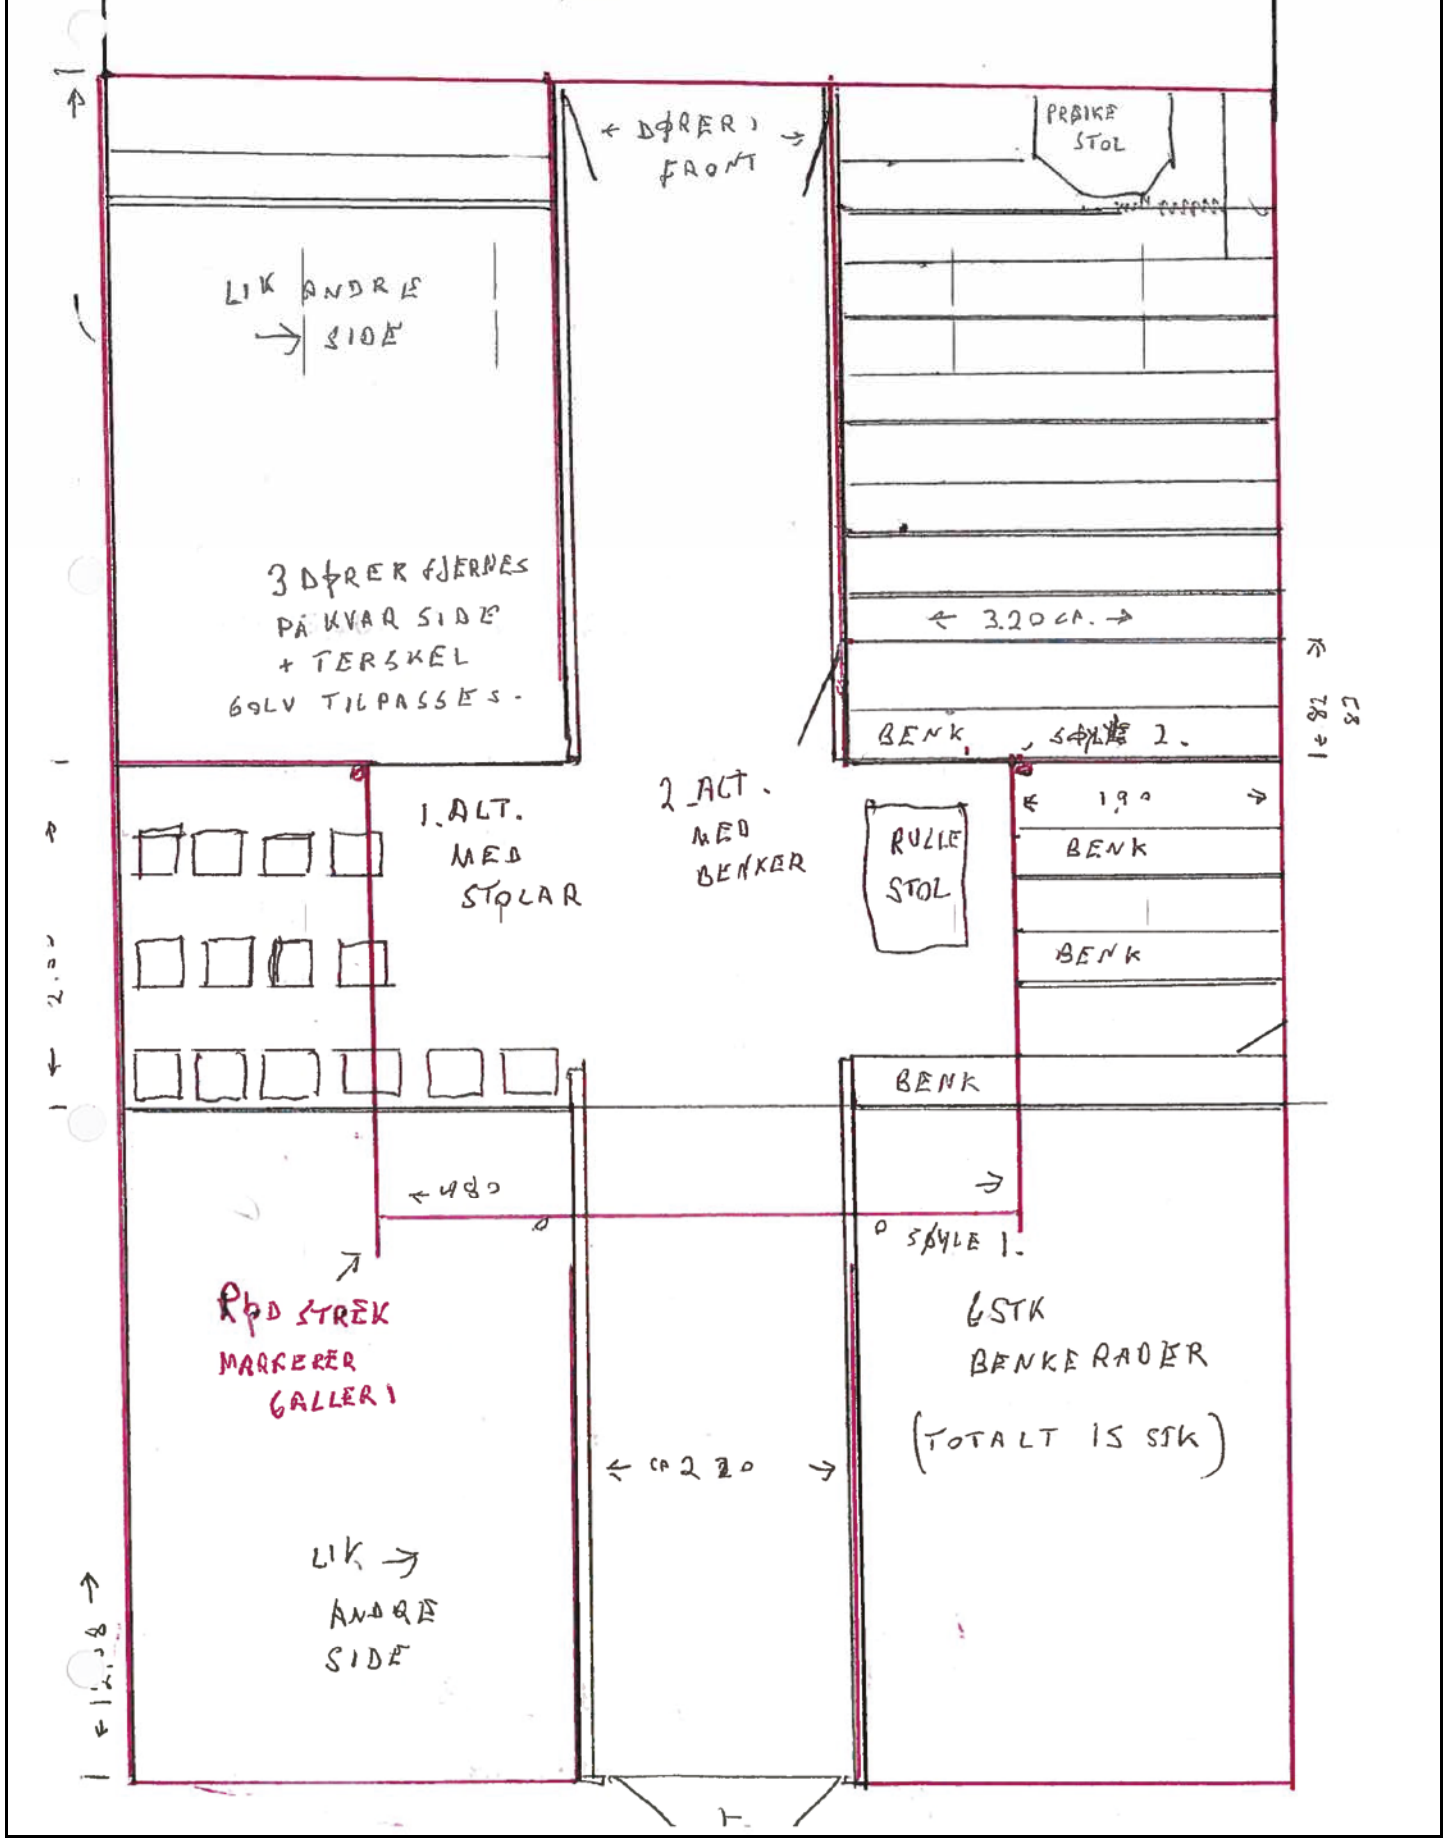 ← DØRER I →
FRONT
PREIKE
STOL
LIK ANDRE
→ SIDE
3 DØRER FJERNES
PÅ KVAR SIDE
+ TERSKEL
GOLV TILPASSES.
← 3.20 CA. →
BENK
SØYLE 2.
1. ALT.
MED
STOLAR
2. ALT.
MED
BENKER
RULLE
STOL
← 190 →
BENK
BENK
BENK
← 480 →
SØYLE 1.
RØD STREK
MARKERER
GALLERI
6 STK
BENKERADER
(TOTALT 15 STK)
← CA 220 →
LIK →
ANDRE
SIDE